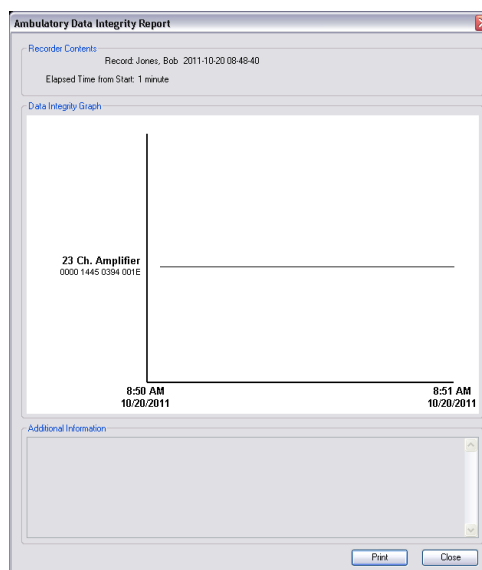 Ambulatory Data Integrity Report
Recorder Contents
Record: Jones, Bob 2011-10-20 08-48-40
Elapsed Time from Start: 1 minute
Data Integrity Graph
23 Ch. Amplifier
0000 1445 0394 001E
8:50 AM 8:51 AM
10/20/2011 10/20/2011
Additional Information
Print Close